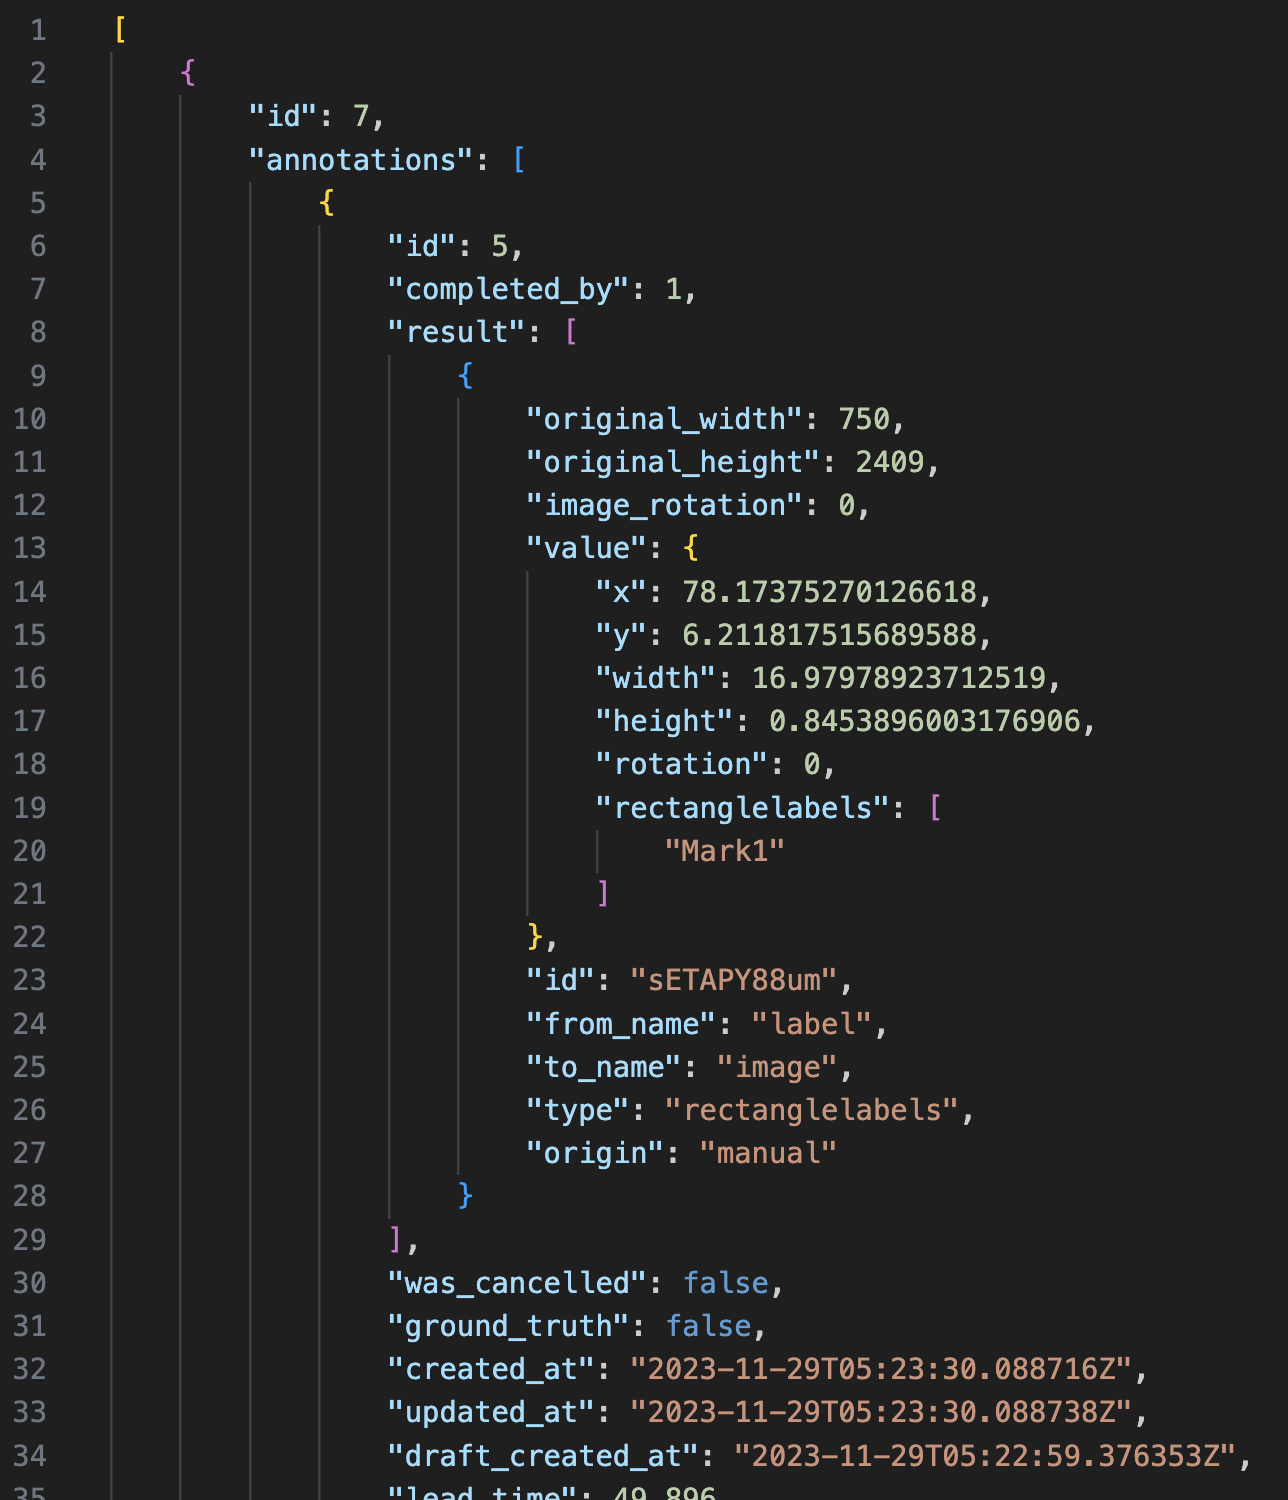 1 [
2 {
3 "id": 7,
4 "annotations": [
5 {
6 "id": 5,
7 "completed_by": 1,
8 "result": [
9 {
10 "original_width": 750,
11 "original_height": 2409,
12 "image_rotation": 0,
13 "value": {
14 "x": 78.17375270126618,
15 "y": 6.211817515689588,
16 "width": 16.97978923712519,
17 "height": 0.8453896003176906,
18 "rotation": 0,
19 "rectanglelabels": [
20 "Mark1"
21 ]
22 },
23 "id": "sETAPY88um",
24 "from_name": "label",
25 "to_name": "image",
26 "type": "rectanglelabels",
27 "origin": "manual"
28 }
29 ],
30 "was_cancelled": false,
31 "ground_truth": false,
32 "created_at": "2023-11-29T05:23:30.088716Z",
33 "updated_at": "2023-11-29T05:23:30.088738Z",
34 "draft_created_at": "2023-11-29T05:22:59.376353Z",
35 "lead_time": 49.896